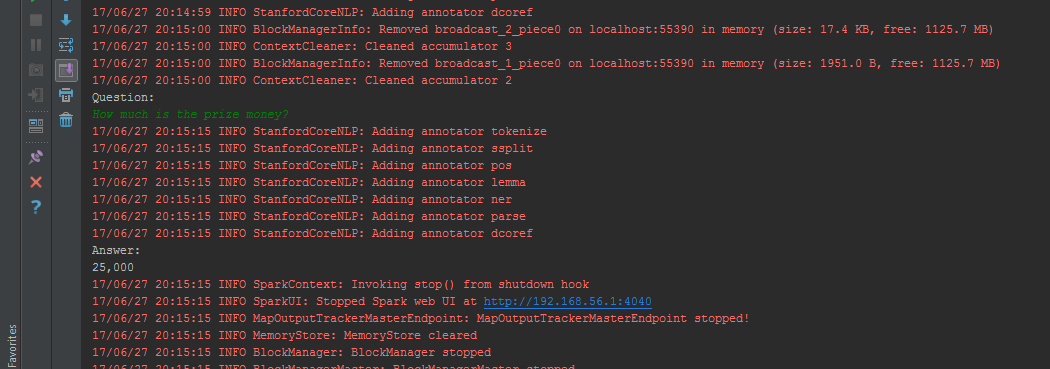 17/06/27 20:14:59 INFO StanfordCoreNLP: Adding annotator dcoref
17/06/27 20:15:00 INFO BlockManagerInfo: Removed broadcast_2_piece0 on localhost:55390 in memory (size: 17.4 KB, free: 1125.7 MB)
17/06/27 20:15:00 INFO ContextCleaner: Cleaned accumulator 3
17/06/27 20:15:00 INFO BlockManagerInfo: Removed broadcast_1_piece0 on localhost:55390 in memory (size: 1951.0 B, free: 1125.7 MB)
17/06/27 20:15:00 INFO ContextCleaner: Cleaned accumulator 2
Question:
How much is the prize money?
17/06/27 20:15:15 INFO StanfordCoreNLP: Adding annotator tokenize
17/06/27 20:15:15 INFO StanfordCoreNLP: Adding annotator ssplit
17/06/27 20:15:15 INFO StanfordCoreNLP: Adding annotator pos
17/06/27 20:15:15 INFO StanfordCoreNLP: Adding annotator lemma
17/06/27 20:15:15 INFO StanfordCoreNLP: Adding annotator ner
17/06/27 20:15:15 INFO StanfordCoreNLP: Adding annotator parse
17/06/27 20:15:15 INFO StanfordCoreNLP: Adding annotator dcoref
Answer:
25,000
17/06/27 20:15:15 INFO SparkContext: Invoking stop() from shutdown hook
17/06/27 20:15:15 INFO SparkUI: Stopped Spark web UI at http://192.168.56.1:4040
17/06/27 20:15:15 INFO MapOutputTrackerMasterEndpoint: MapOutputTrackerMasterEndpoint stopped!
17/06/27 20:15:15 INFO MemoryStore: MemoryStore cleared
17/06/27 20:15:15 INFO BlockManager: BlockManager stopped
17/06/27 20:15:15 INFO BlockManagerMaster: BlockManagerMaster stopped
Favorites